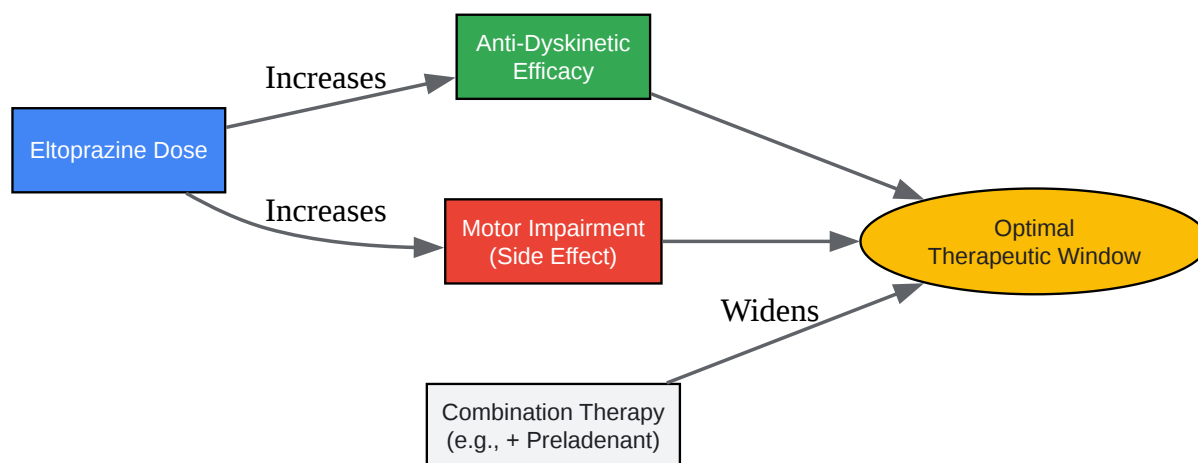 Anti-Dyskinetic
Efficacy
Increases
Eltoprazine Dose
Increases
Motor Impairment
(Side Effect)
Optimal
Therapeutic Window
Widens
Combination Therapy
(e.g., + Preladenant)